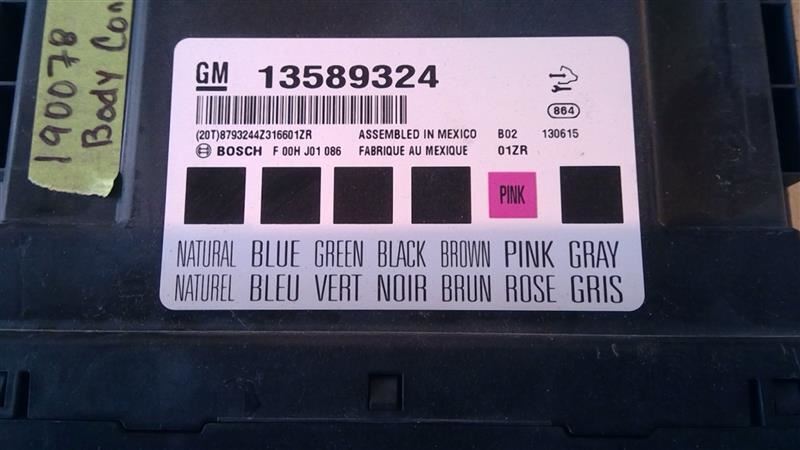 190078
Body Con
GM 13589324
864
(20T)8793244Z316601ZR ASSEMBLED IN MEXICO B02 130615
BOSCH F 00H J01 086 FABRIQUE AU MEXIQUE 01ZR
PINK
NATURAL BLUE GREEN BLACK BROWN PINK GRAY
NATUREL BLEU VERT NOIR BRUN ROSE GRIS